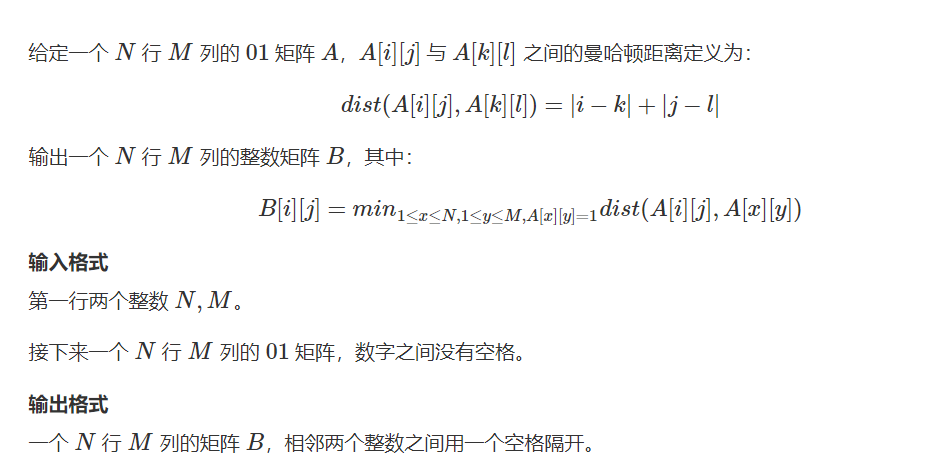 给定一个 N 行 M 列的 01 矩阵 A，A[i][j] 与 A[k][l] 之间的曼哈顿距离定义为：
dist(A[i][j], A[k][l]) = |i − k| + |j − l|
输出一个 N 行 M 列的整数矩阵 B，其中：
B[i][j] = min_{1≤x≤N,1≤y≤M,A[x][y]=1} dist(A[i][j], A[x][y])
输入格式
第一行两个整数 N, M。
接下来一个 N 行 M 列的 01 矩阵，数字之间没有空格。
输出格式
一个 N 行 M 列的矩阵 B，相邻两个整数之间用一个空格隔开。